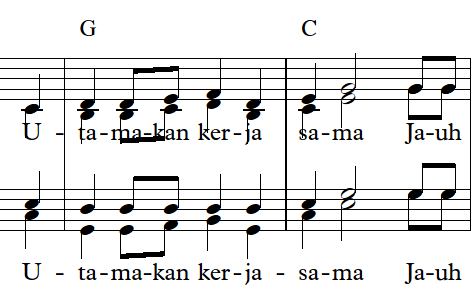 G C
U - ta-ma-kan ker-ja sa-ma Ja-uh
U - ta-ma-kan ker-ja - sa-ma Ja-uh